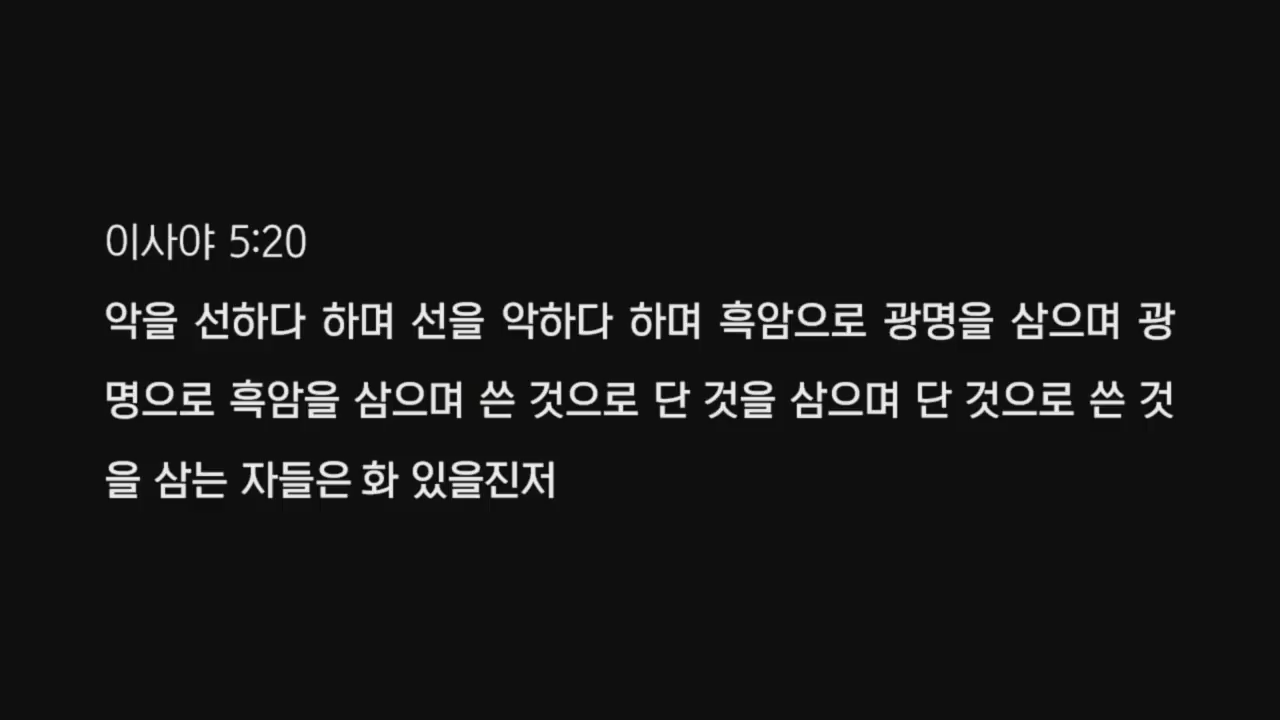 이사야 5:20
악을 선하다 하며 선을 악하다 하며 흑암으로 광명을 삼으며 광
명으로 흑암을 삼으며 쓴 것으로 단 것을 삼으며 단 것으로 쓴 것
을 삼는 자들은 화 있을진저